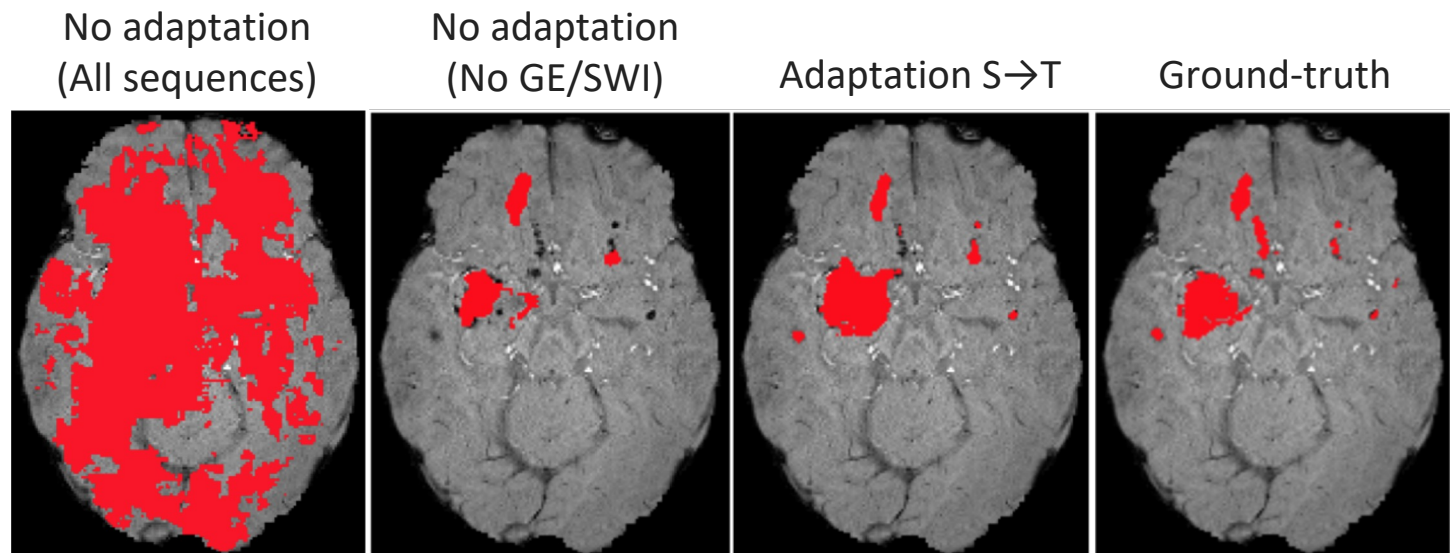 No adaptation
(All sequences)
No adaptation
(No GE/SWI)
Adaptation S→T
Ground-truth